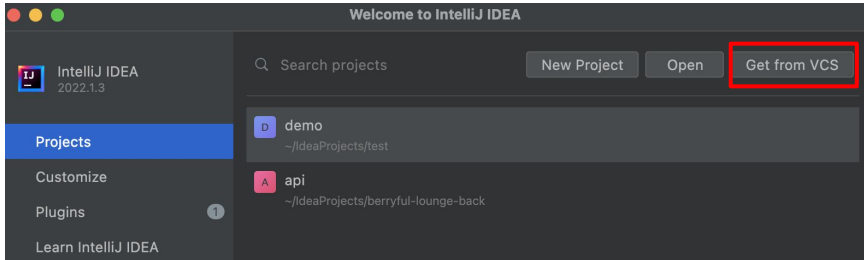 Welcome to IntelliJ IDEA
IJ
IntelliJ IDEA
2022.1.3
Projects
Customize
Plugins
1
Learn IntelliJ IDEA
Search projects
New Project
Open
Get from VCS
D
demo
~/IdeaProjects/test
A
api
~/IdeaProjects/berryful-lounge-back